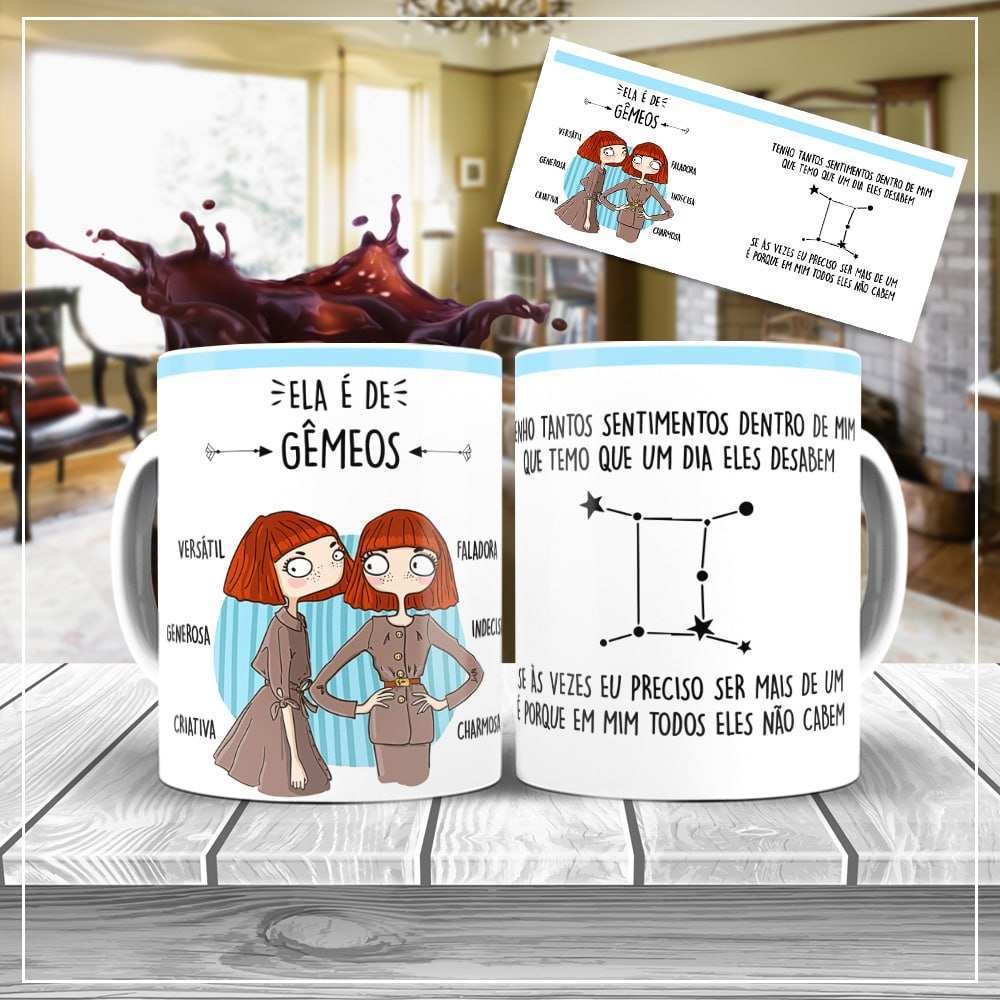 ELA É DE
GÊMEOS
VERSÁTIL
GENEROSA
CRIATIVA
FALADORA
INDECISA
CHARMOSA
TENHO TANTOS SENTIMENTOS DENTRO DE MIM
QUE TEMO QUE UM DIA ELES DESABEM
SE ÀS VEZES EU PRECISO SER MAIS DE UM
É PORQUE EM MIM TODOS ELES NÃO CABEM
ELA É DE
GÊMEOS
VERSÁTIL
FALADORA
GENEROSA
INDECIS
CRIATIVA
CHARMOSA
ENHO TANTOS SENTIMENTOS DENTRO DE MIM
QUE TEMO QUE UM DIA ELES DESABEM
SE ÀS VEZES EU PRECISO SER MAIS DE UM
É PORQUE EM MIM TODOS ELES NÃO CABEM